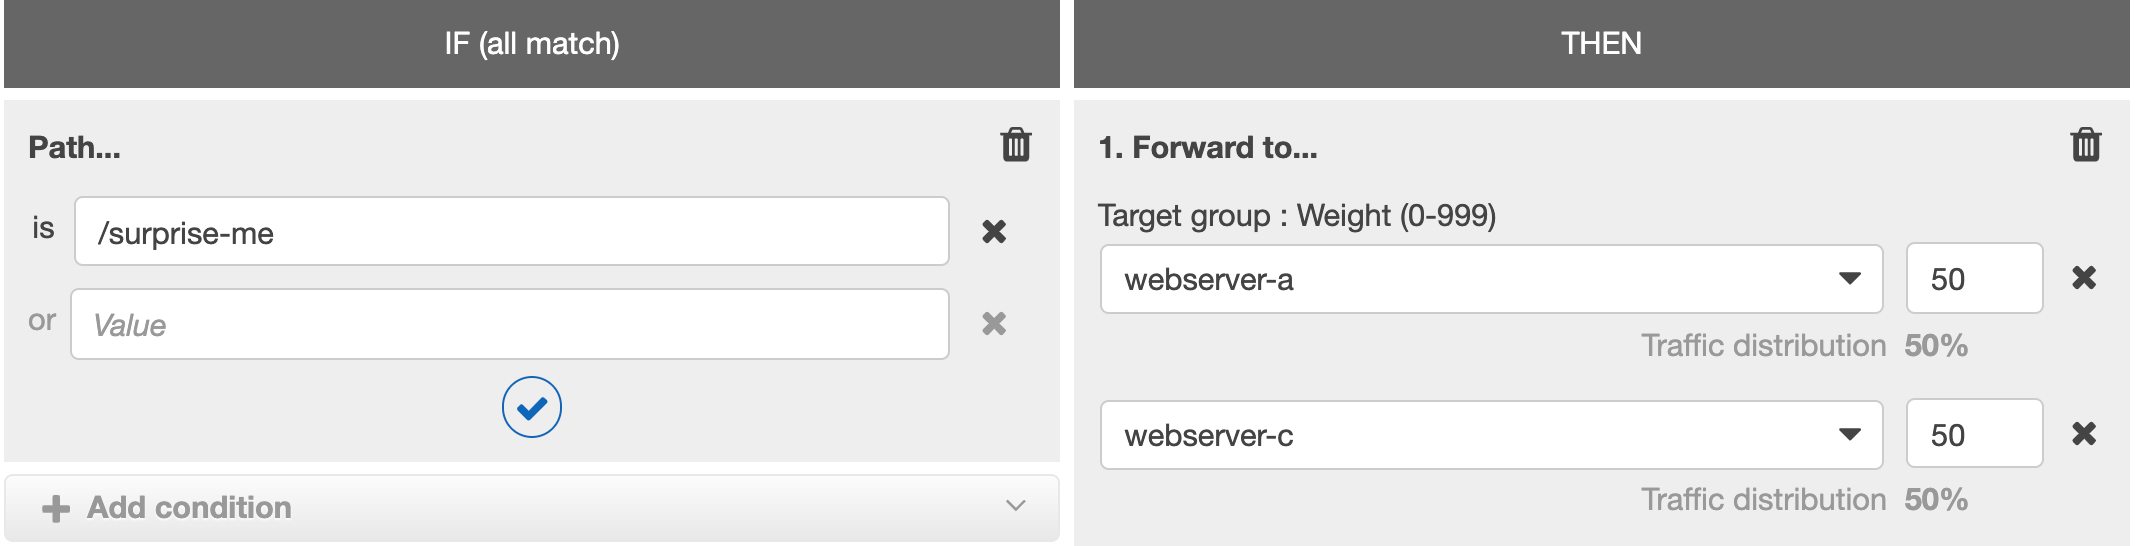 IF (all match)
THEN
Path...
is
/surprise-me
or
Value
Add condition
1. Forward to...
Target group : Weight (0-999)
webserver-a
50
Traffic distribution 50%
webserver-c
50
Traffic distribution 50%